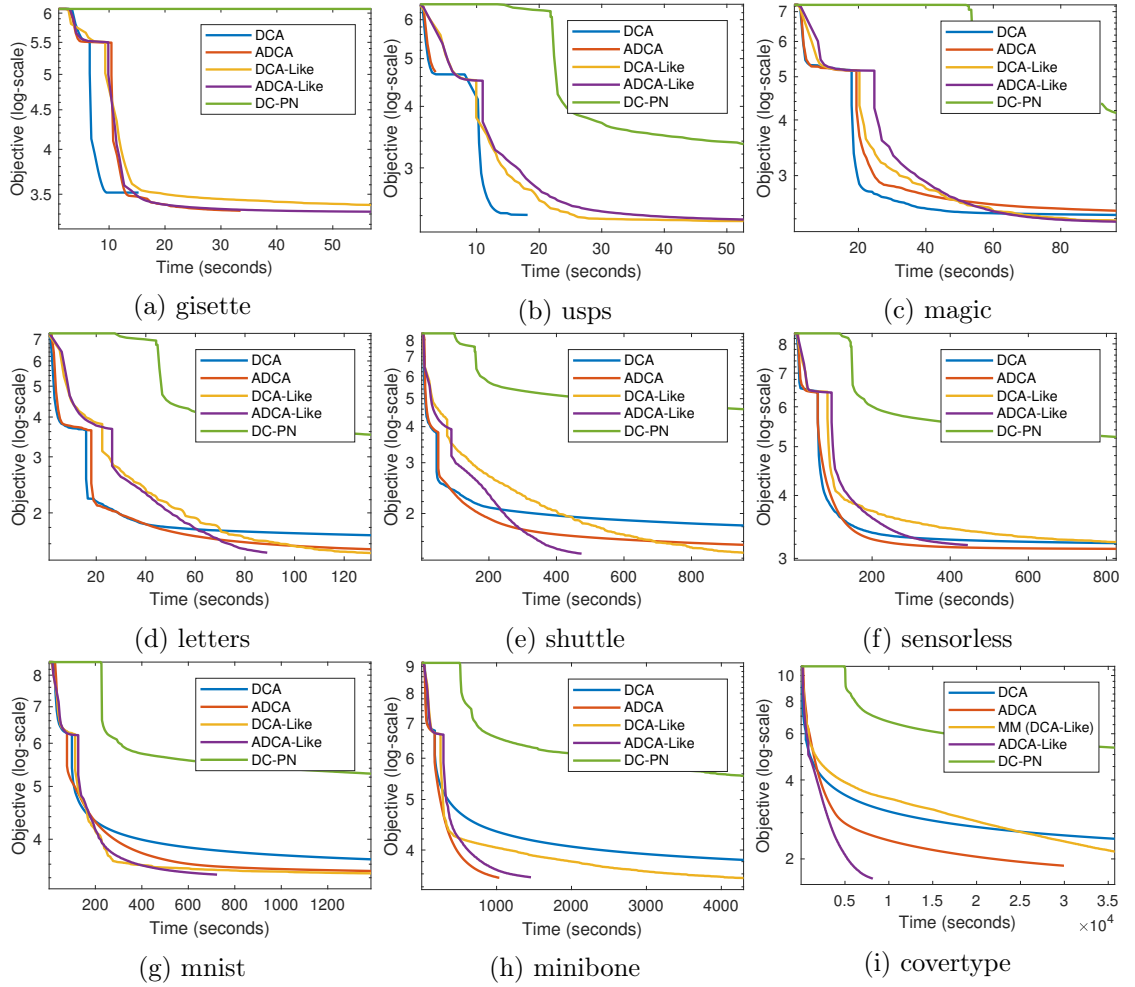 6
5.5
5
4.5
4
3.5
Objective (log-scale)
DCA
ADCA
DCA-Like
ADCA-Like
DC-PN
10 20 30 40 50
Time (seconds)
(a) gisette
6
5
4
3
Objective (log-scale)
DCA
ADCA
DCA-Like
ADCA-Like
DC-PN
10 20 30 40 50
Time (seconds)
(b) usps
7
6
5
4
3
Objective (log-scale)
DCA
ADCA
DCA-Like
ADCA-Like
DC-PN
20 40 60 80
Time (seconds)
(c) magic
7
6
5
4
3
2
Objective (log-scale)
DCA
ADCA
DCA-Like
ADCA-Like
DC-PN
20 40 60 80 100 120
Time (seconds)
(d) letters
8
7
6
5
4
3
2
Objective (log-scale)
DCA
ADCA
DCA-Like
ADCA-Like
DC-PN
200 400 600 800
Time (seconds)
(e) shuttle
8
7
6
5
4
3
Objective (log-scale)
DCA
ADCA
DCA-Like
ADCA-Like
DC-PN
200 400 600 800
Time (seconds)
(f) sensorless
8
7
6
5
4
Objective (log-scale)
DCA
ADCA
DCA-Like
ADCA-Like
DC-PN
200 400 600 800 1000 1200
Time (seconds)
(g) mnist
9
8
7
6
5
4
Objective (log-scale)
DCA
ADCA
DCA-Like
ADCA-Like
DC-PN
1000 2000 3000 4000
Time (seconds)
(h) minibone
10
8
6
4
2
Objective (log-scale)
DCA
ADCA
MM (DCA-Like)
ADCA-Like
DC-PN
0.5 1 1.5 2 2.5 3 3.5
Time (seconds)
×10⁴
(i) covertype